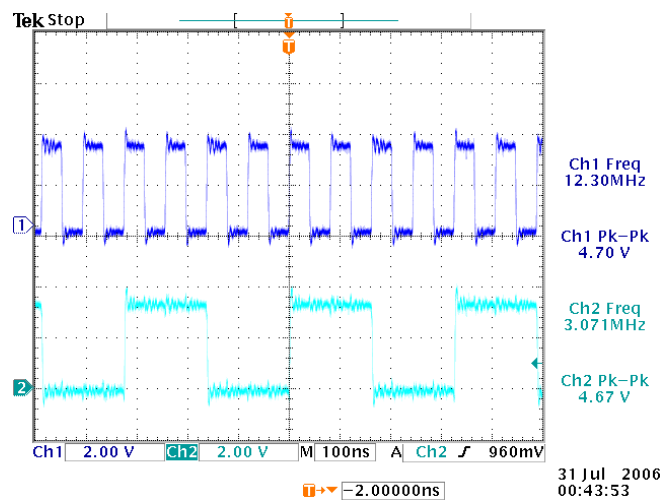 Tek Stop
T
T
1
Ch1 Freq
12.30MHz
Ch1 Pk-Pk
4.70 V
Ch2 Freq
3.071MHz
2
Ch2 Pk-Pk
4.67 V
Ch1 2.00 V Ch2 2.00 V M 100ns A Ch2 960mV
T -2.00000ns
31 Jul 2006
00:43:53